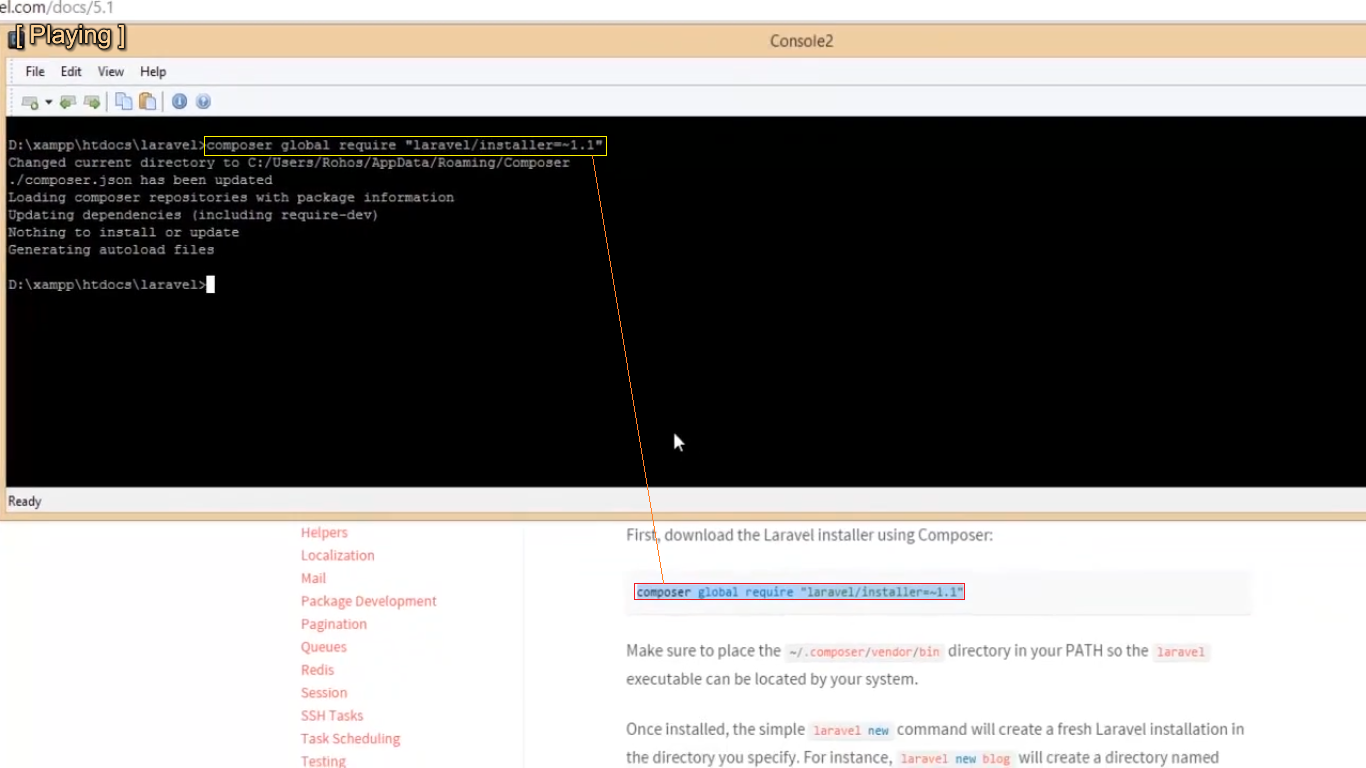 el.com/docs/5.1
[ Playing ]
Console2
File Edit View Help
D:\xampp\htdocs\laravel>composer global require "laravel/installer=~1.1"
Changed current directory to C:/Users/Rohos/AppData/Roaming/Composer
./composer.json has been updated
Loading composer repositories with package information
Updating dependencies (including require-dev)
Nothing to install or update
Generating autoload files
D:\xampp\htdocs\laravel>
Ready
Helpers
Localization
Mail
Package Development
Pagination
Queues
Redis
Session
SSH Tasks
Task Scheduling
Testing
First, download the Laravel installer using Composer:
composer global require "laravel/installer=~1.1"
Make sure to place the ~/.composer/vendor/bin directory in your PATH so the laravel
executable can be located by your system.
Once installed, the simple laravel new command will create a fresh Laravel installation in
the directory you specify. For instance, laravel new blog will create a directory named